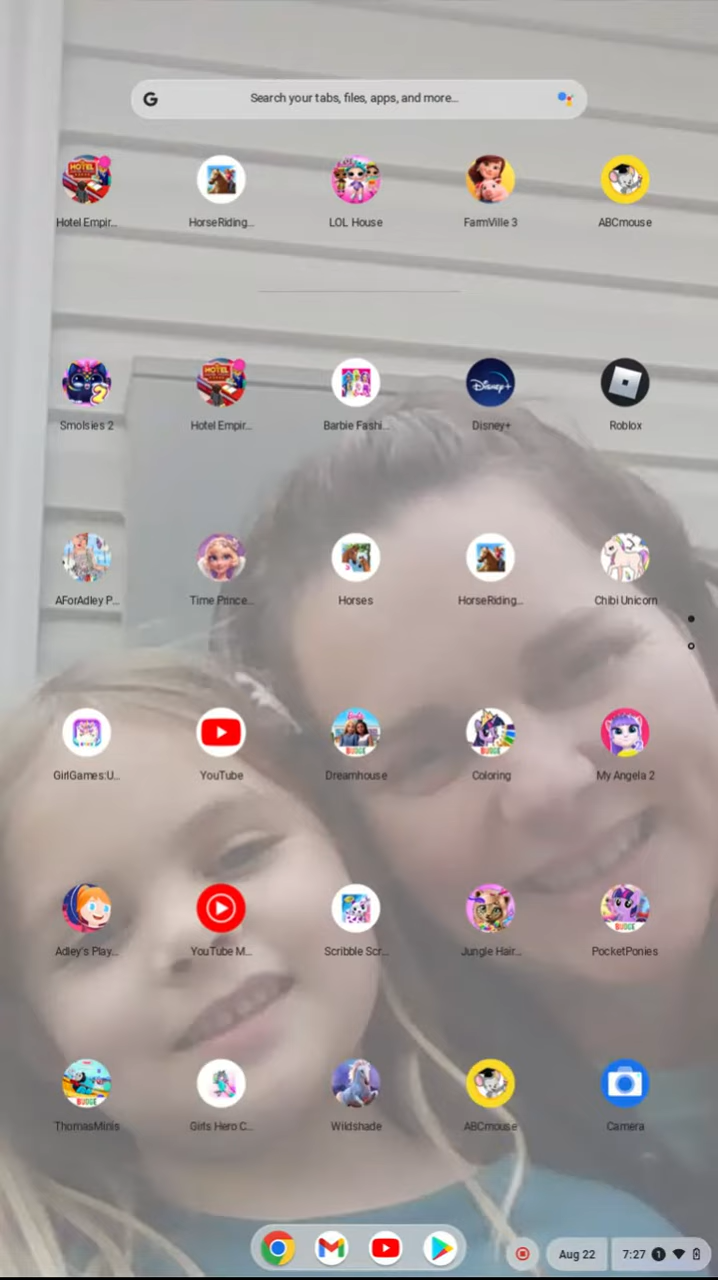 Search your tabs, files, apps, and more...
Hotel Empir... HorseRiding... LOL House FarmVille 3 ABCmouse
Smolsies 2 Hotel Empir... Barbie Fashi... Disney+ Roblox
AForAdley P... Time Prince... Horses HorseRiding... Chibi Unicorn
GirlGames:U... YouTube Dreamhouse Coloring My Angela 2
Adley's Play... YouTube M... Scribble Scr... Jungle Hair... PocketPonies
ThomasMinis Girls Hero C... Wildshade ABCmouse Camera
Aug 22 7:27 1